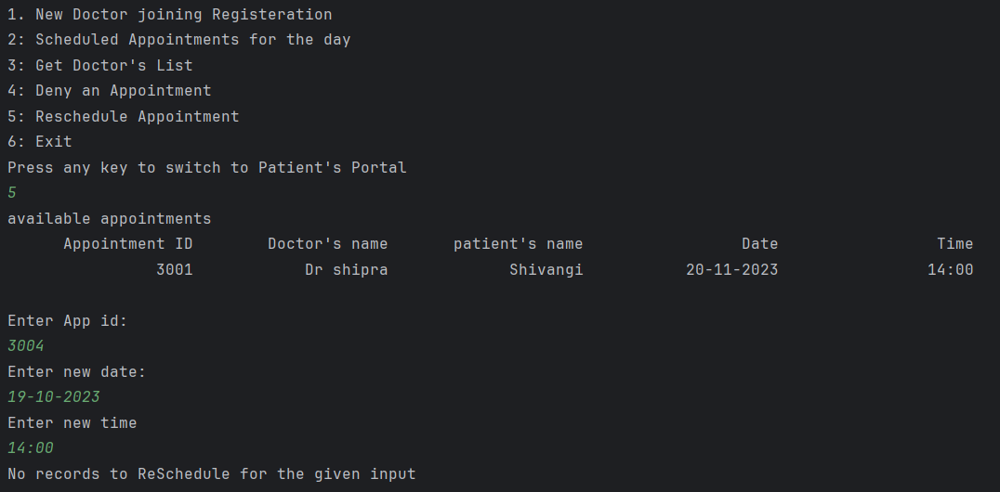 1. New Doctor joining Registeration
2: Scheduled Appointments for the day
3: Get Doctor's List
4: Deny an Appointment
5: Reschedule Appointment
6: Exit
Press any key to switch to Patient's Portal
5
available appointments
Appointment ID Doctor's name patient's name Date Time
3001 Dr shipra Shivangi 20-11-2023 14:00
Enter App id:
3004
Enter new date:
19-10-2023
Enter new time
14:00
No records to ReSchedule for the given input